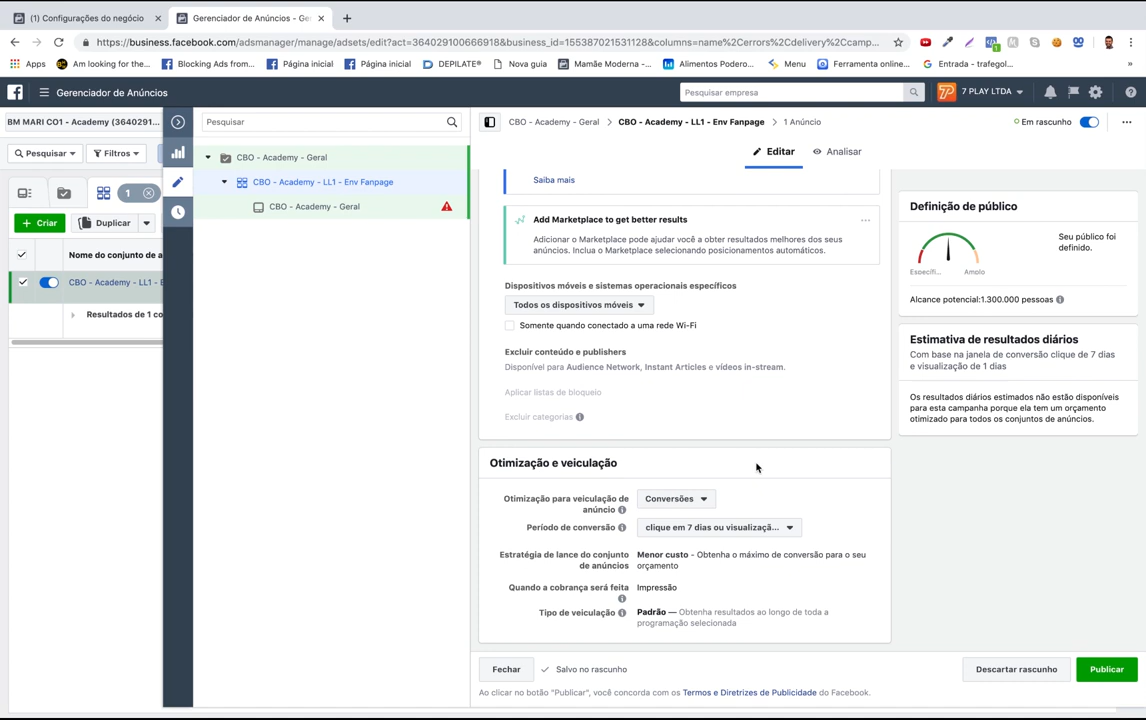 (1) Configurações do negócio
Gerenciador de Anúncios - Ger
https://business.facebook.com/adsmanager/manage/adsets/edit?act=364029100666918&business_id=155387021531128&columns=name%2Cerrors%2Cdelivery%2Ccamp...
Apps
Am looking for the...
Blocking Ads from...
Página inicial
Página inicial
DEPILATE®
Nova guia
Mamãe Moderna -...
Alimentos Podero...
Menu
Ferramenta online...
Entrada - trafegol...
»
Gerenciador de Anúncios
Pesquisar empresa
7 PLAY LTDA
BM MARI CO1 - Academy (3640291...
Pesquisar
CBO - Academy - Geral > CBO - Academy - LL1 - Env Fanpage > 1 Anúncio
Em rascunho
Pesquisar
Filtros
CBO - Academy - Geral
Editar
Analisar
1
CBO - Academy - LL1 - Env Fanpage
CBO - Academy - Geral
Saiba mais
Definição de público
+ Criar
Duplicar
Add Marketplace to get better results
Adicionar o Marketplace pode ajudar você a obter resultados melhores dos seus
anúncios. Inclua o Marketplace selecionando posicionamentos automáticos.
Seu público foi
definido.
Específi...
Amplo
Nome do conjunto de a
CBO - Academy - LL1 - E
Resultados de 1 co
Dispositivos móveis e sistemas operacionais específicos
Todos os dispositivos móveis
Somente quando conectado a uma rede Wi-Fi
Alcance potencial:1.300.000 pessoas
Excluir conteúdo e publishers
Disponível para Audience Network, Instant Articles e vídeos in-stream.
Aplicar listas de bloqueio
Excluir categorias
Estimativa de resultados diários
Com base na janela de conversão clique de 7 dias
e visualização de 1 dias
Os resultados diários estimados não estão disponíveis
para esta campanha porque ela tem um orçamento
otimizado para todos os conjuntos de anúncios.
Otimização e veiculação
Otimização para veiculação de
anúncio
Conversões
Período de conversão
clique em 7 dias ou visualizaçã...
Estratégia de lance do conjunto
de anúncios
Menor custo - Obtenha o máximo de conversão para o seu
orçamento
Quando a cobrança será feita
Impressão
Tipo de veiculação
Padrão — Obtenha resultados ao longo de toda a
programação selecionada
Fechar
Salvo no rascunho
Descartar rascunho
Publicar
Ao clicar no botão "Publicar", você concorda com os Termos e Diretrizes de Publicidade do Facebook.